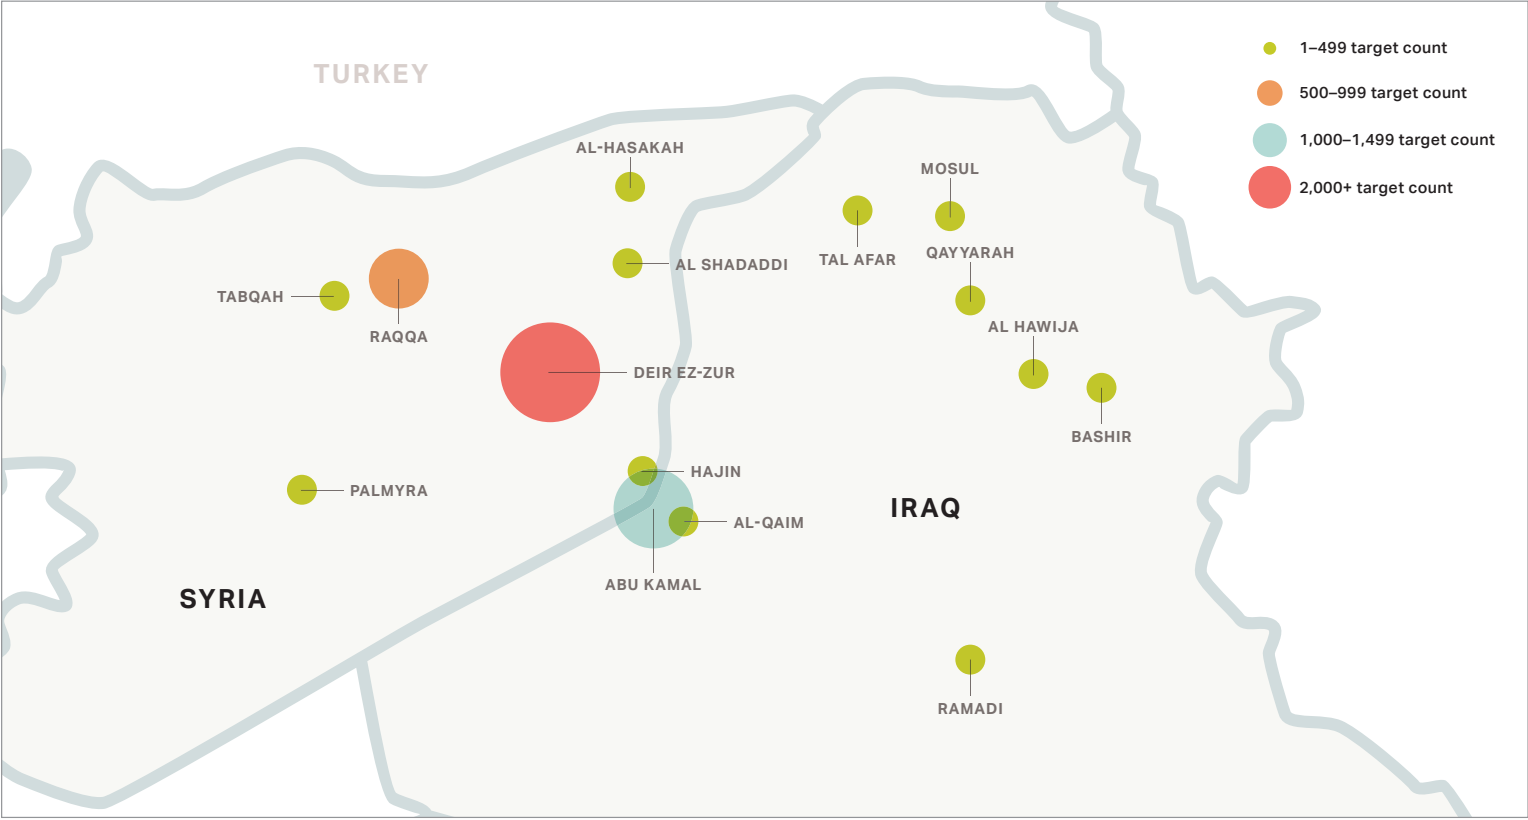 TURKEY
1–499 target count
500–999 target count
1,000–1,499 target count
2,000+ target count
AL-HASAKAH
MOSUL
QAYYARAH
TAL AFAR
AL SHADADDI
TABQAH
RAQQA
AL HAWIJA
DEIR EZ-ZUR
BASHIR
HAJIN
PALMYRA
IRAQ
AL-QAIM
ABU KAMAL
SYRIA
RAMADI